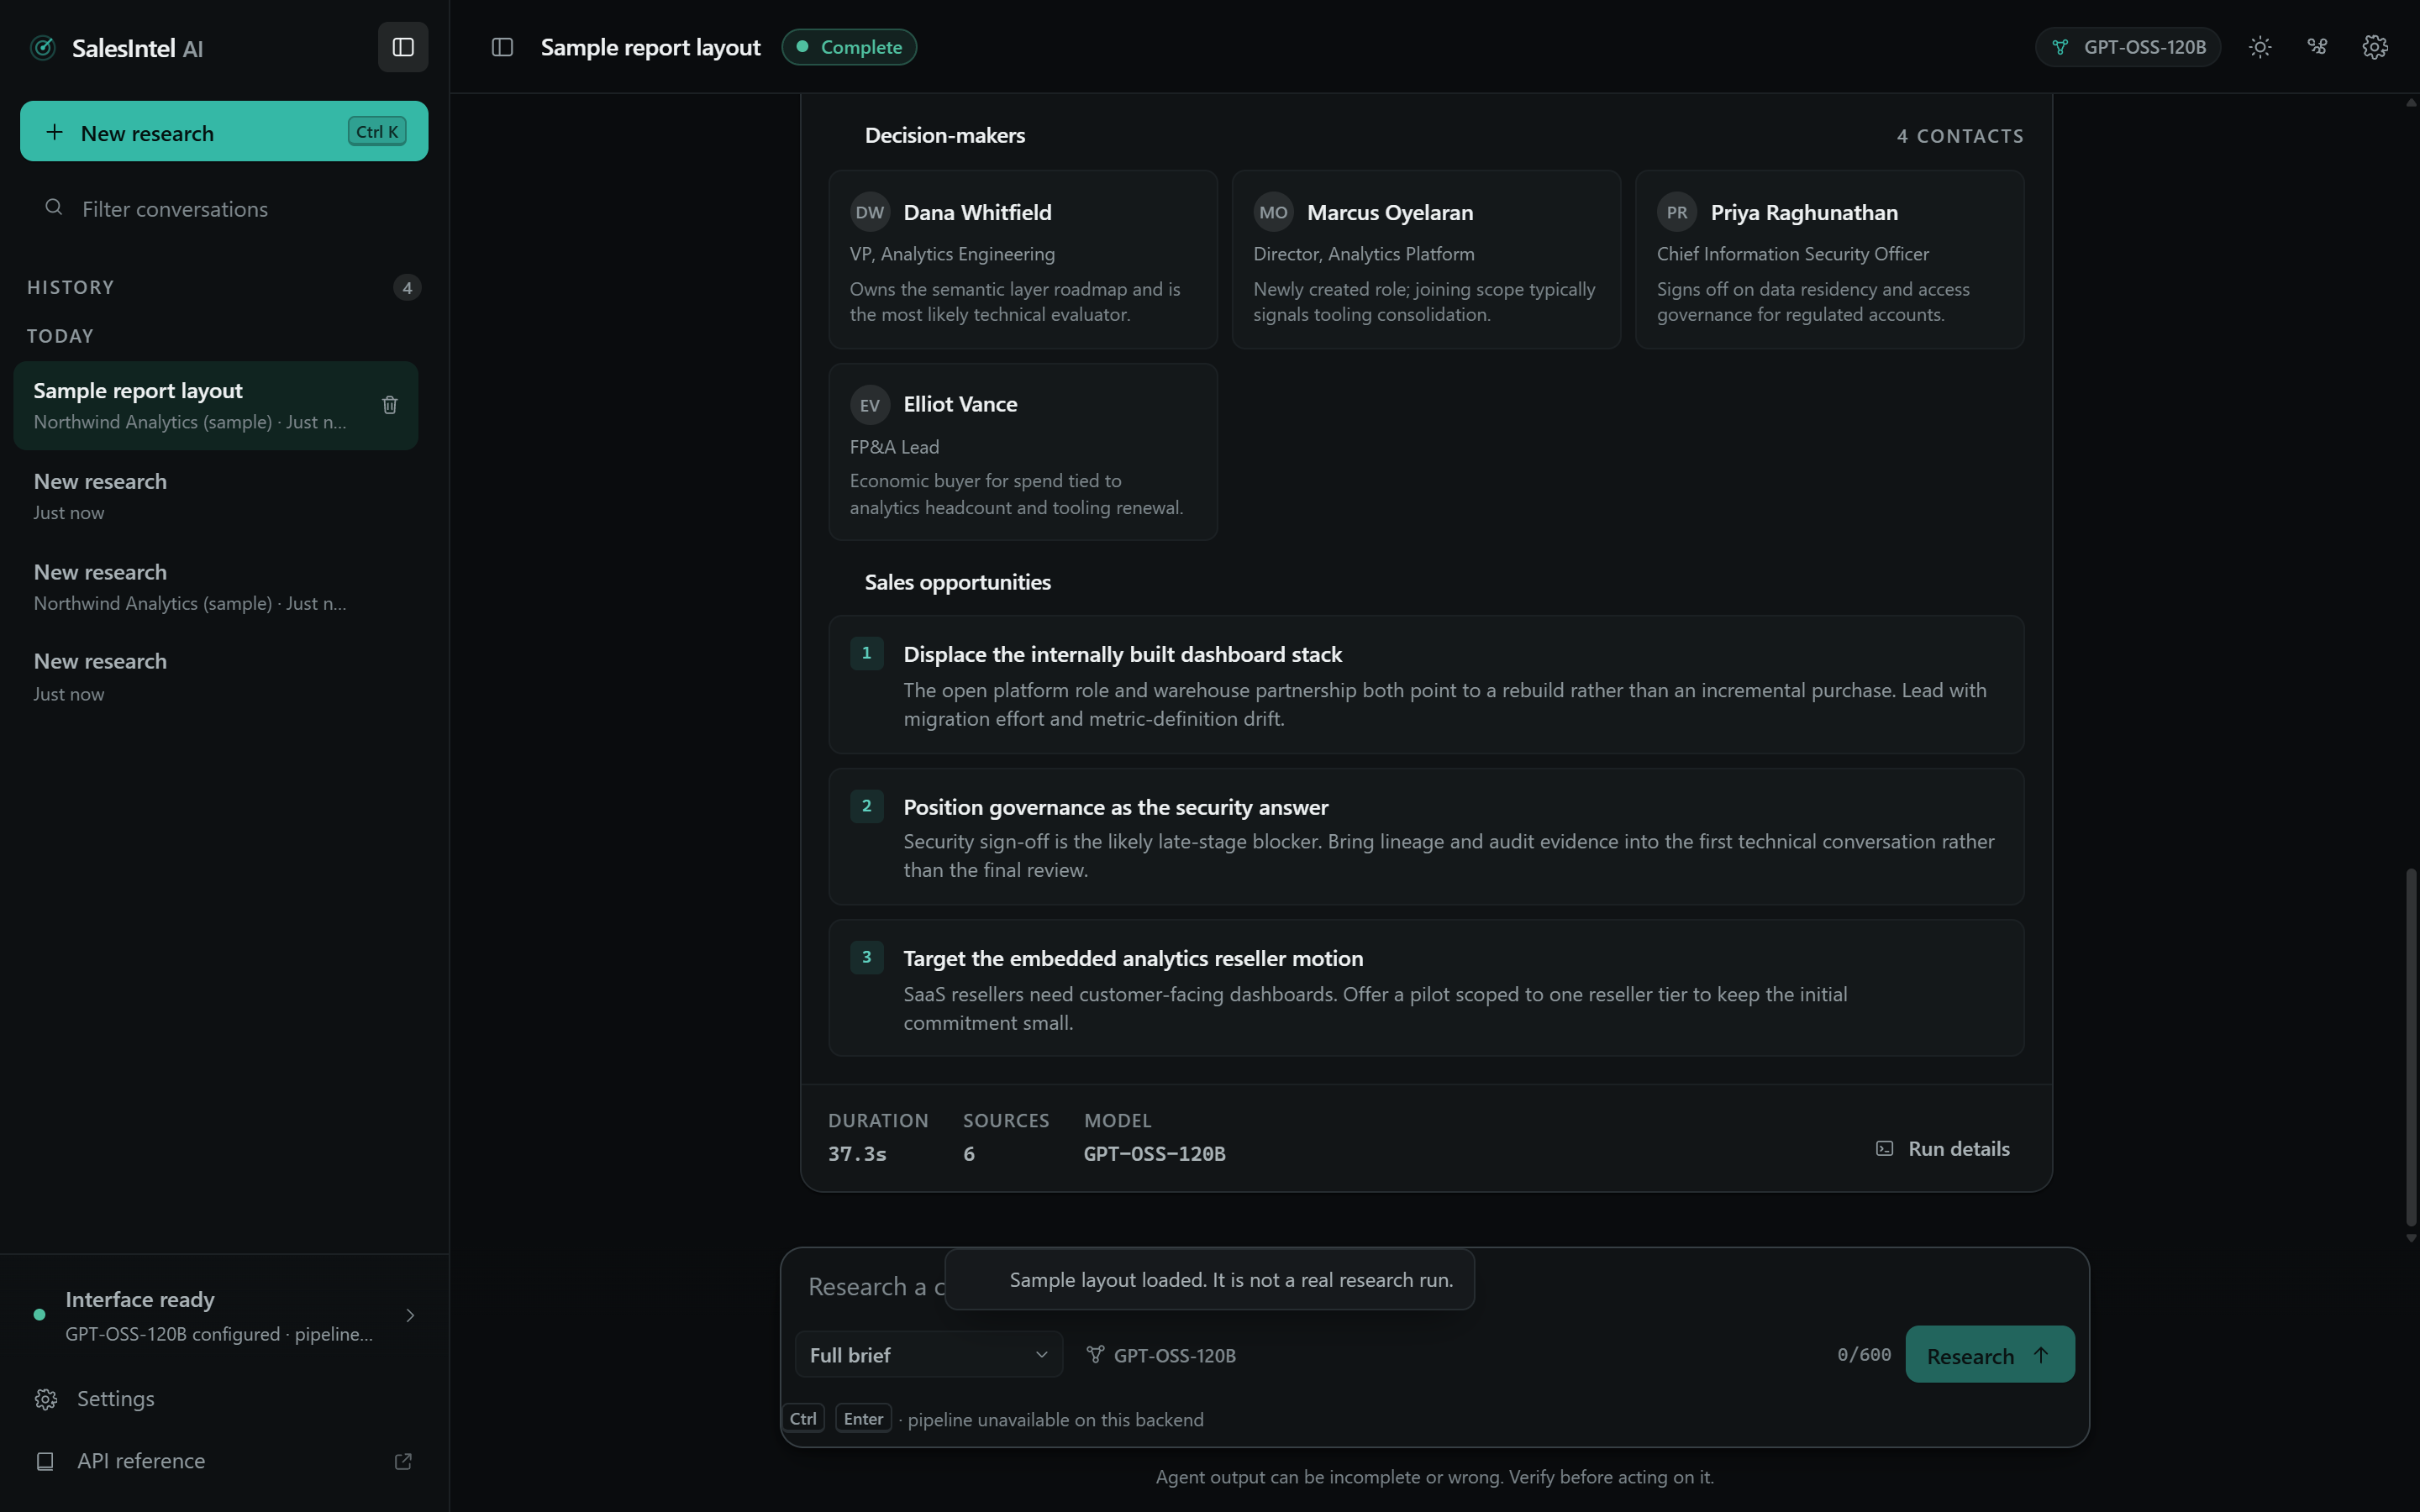 SalesIntel AI
New research
Ctrl K
Filter conversations
HISTORY
4
TODAY
Sample report layout
Northwind Analytics (sample) · Just n...
New research
Just now
New research
Northwind Analytics (sample) · Just n...
New research
Just now
Interface ready
GPT-OSS-120B configured · pipeline...
Settings
API reference
Sample report layout
Complete
GPT-OSS-120B
Decision-makers
4 CONTACTS
DW
Dana Whitfield
VP, Analytics Engineering
Owns the semantic layer roadmap and is
the most likely technical evaluator.
MO
Marcus Oyelaran
Director, Analytics Platform
Newly created role; joining scope typically
signals tooling consolidation.
PR
Priya Raghunathan
Chief Information Security Officer
Signs off on data residency and access
governance for regulated accounts.
EV
Elliot Vance
FP&A Lead
Economic buyer for spend tied to
analytics headcount and tooling renewal.
Sales opportunities
1
Displace the internally built dashboard stack
The open platform role and warehouse partnership both point to a rebuild rather than an incremental purchase. Lead with
migration effort and metric-definition drift.
2
Position governance as the security answer
Security sign-off is the likely late-stage blocker. Bring lineage and audit evidence into the first technical conversation rather
than the final review.
3
Target the embedded analytics reseller motion
SaaS resellers need customer-facing dashboards. Offer a pilot scoped to one reseller tier to keep the initial
commitment small.
DURATION
37.3s
SOURCES
6
MODEL
GPT-OSS-120B
Run details
Research a c
Sample layout loaded. It is not a real research run.
Full brief
GPT-OSS-120B
0/600
Research
Ctrl Enter · pipeline unavailable on this backend
Agent output can be incomplete or wrong. Verify before acting on it.